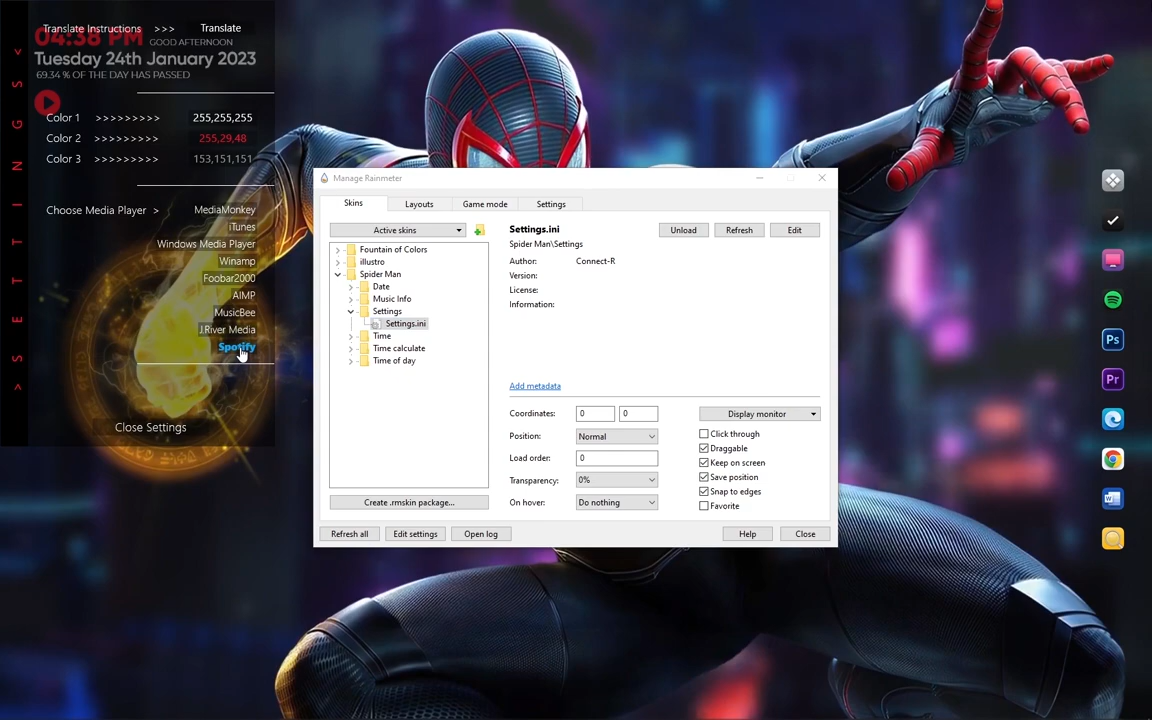 Translate Instructions >>> Translate
04:38 PM
GOOD AFTERNOON
Tuesday 24th January 2023
69.34 % OF THE DAY HAS PASSED
Color 1 >>>>>>>>> 255,255,255
Color 2 >>>>>>>>> 255,29,48
Color 3 >>>>>>>>> 153,151,151
Choose Media Player > MediaMonkey
iTunes
Windows Media Player
Winamp
Foobar2000
AIMP
MusicBee
J.River Media
Spotify
Close Settings
> SETTINGS <
Manage Rainmeter
Skins Layouts Game mode Settings
Active skins
Fountain of Colors
illustro
Spider Man
Date
Music Info
Settings
Settings.ini
Time
Time calculate
Time of day
Create .rmskin package...
Settings.ini
Unload Refresh Edit
Spider Man\Settings
Author: Connect-R
Version:
License:
Information:
Add metadata
Coordinates: 0 0
Position: Normal
Load order: 0
Transparency: 0%
On hover: Do nothing
Display monitor
Click through
Draggable
Keep on screen
Save position
Snap to edges
Favorite
Refresh all Edit settings Open log Help Close
Ps
Pr
W